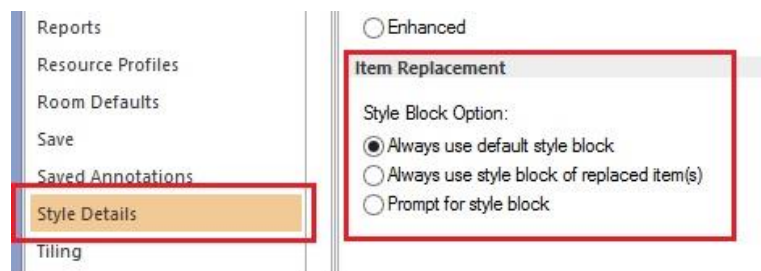 Reports
Resource Profiles
Room Defaults
Save
Saved Annotations
Style Details
Tiling
Enhanced
Item Replacement
Style Block Option:
Always use default style block
Always use style block of replaced item(s)
Prompt for style block